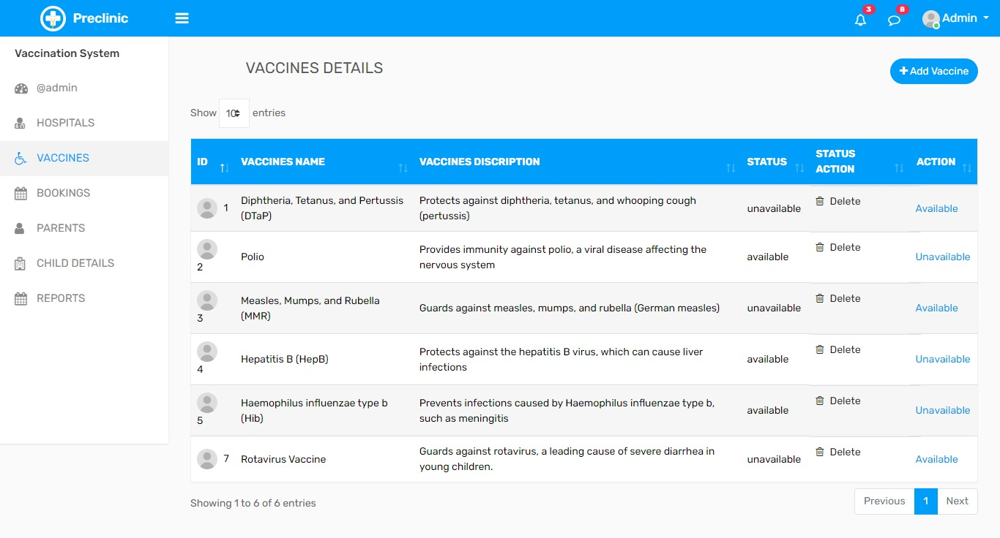 Preclinic
3
8
Admin
Vaccination System
@admin
HOSPITALS
VACCINES
BOOKINGS
PARENTS
CHILD DETAILS
REPORTS
VACCINES DETAILS
Add Vaccine
Show 10 entries
ID VACCINES NAME VACCINES DISCRIPTION STATUS STATUS ACTION ACTION
1 Diphtheria, Tetanus, and Pertussis (DTaP) Protects against diphtheria, tetanus, and whooping cough (pertussis) unavailable Delete Available
2 Polio Provides immunity against polio, a viral disease affecting the nervous system available Delete Unavailable
3 Measles, Mumps, and Rubella (MMR) Guards against measles, mumps, and rubella (German measles) unavailable Delete Available
4 Hepatitis B (HepB) Protects against the hepatitis B virus, which can cause liver infections available Delete Unavailable
5 Haemophilus influenzae type b (Hib) Prevents infections caused by Haemophilus influenzae type b, such as meningitis available Delete Unavailable
7 Rotavirus Vaccine Guards against rotavirus, a leading cause of severe diarrhea in young children. unavailable Delete Available
Showing 1 to 6 of 6 entries
Previous 1 Next